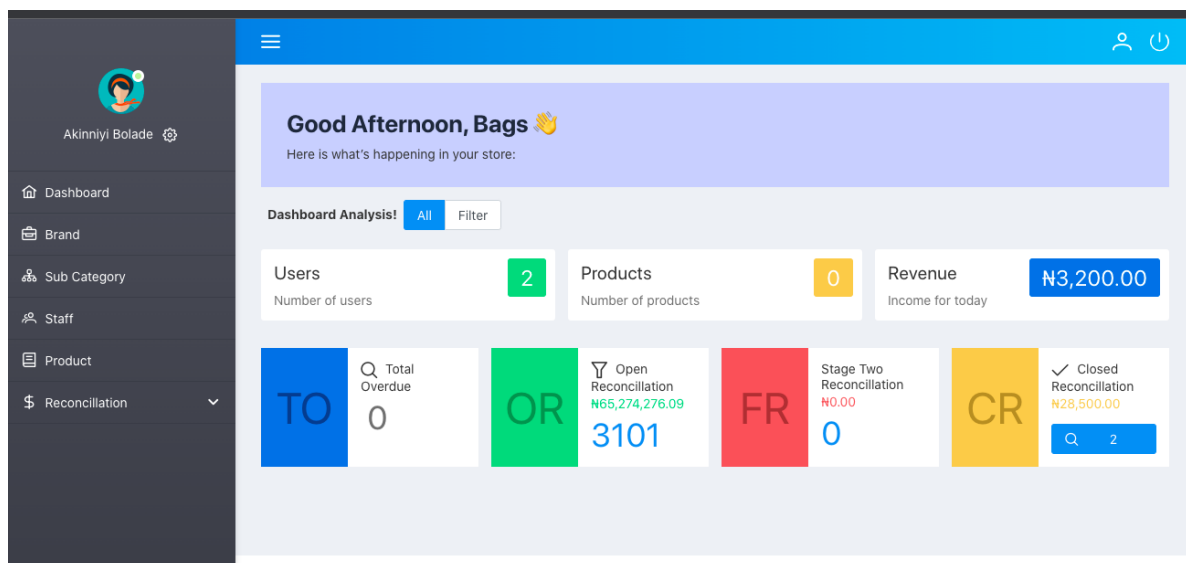 Akinniyi Bolade
Dashboard
Brand
Sub Category
Staff
Product
Reconcillation
Good Afternoon, Bags 👋
Here is what's happening in your store:
Dashboard Analysis! All Filter
Users
Number of users
2
Products
Number of products
0
Revenue
Income for today
₦3,200.00
TO
Total
Overdue
0
OR
Open
Reconcillation
₦65,274,276.09
3101
FR
Stage Two
Reconcillation
₦0.00
0
CR
Closed
Reconcillation
₦28,500.00
2